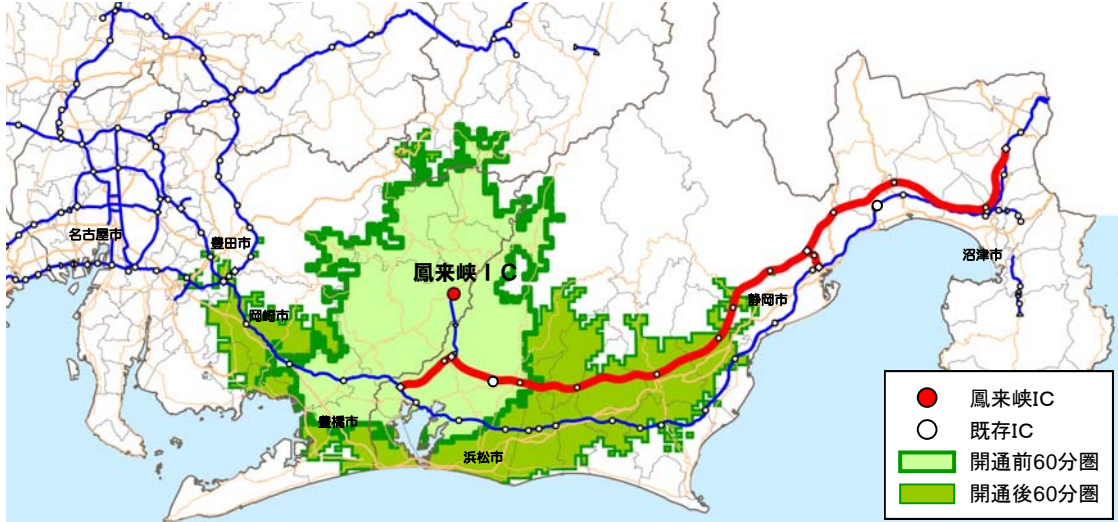 名古屋市
豊田市
鳳来峡IC
岡崎市
静岡市
沼津市
豊橋市
浜松市
鳳来峡IC
既存IC
開通前60分圏
開通後60分圏